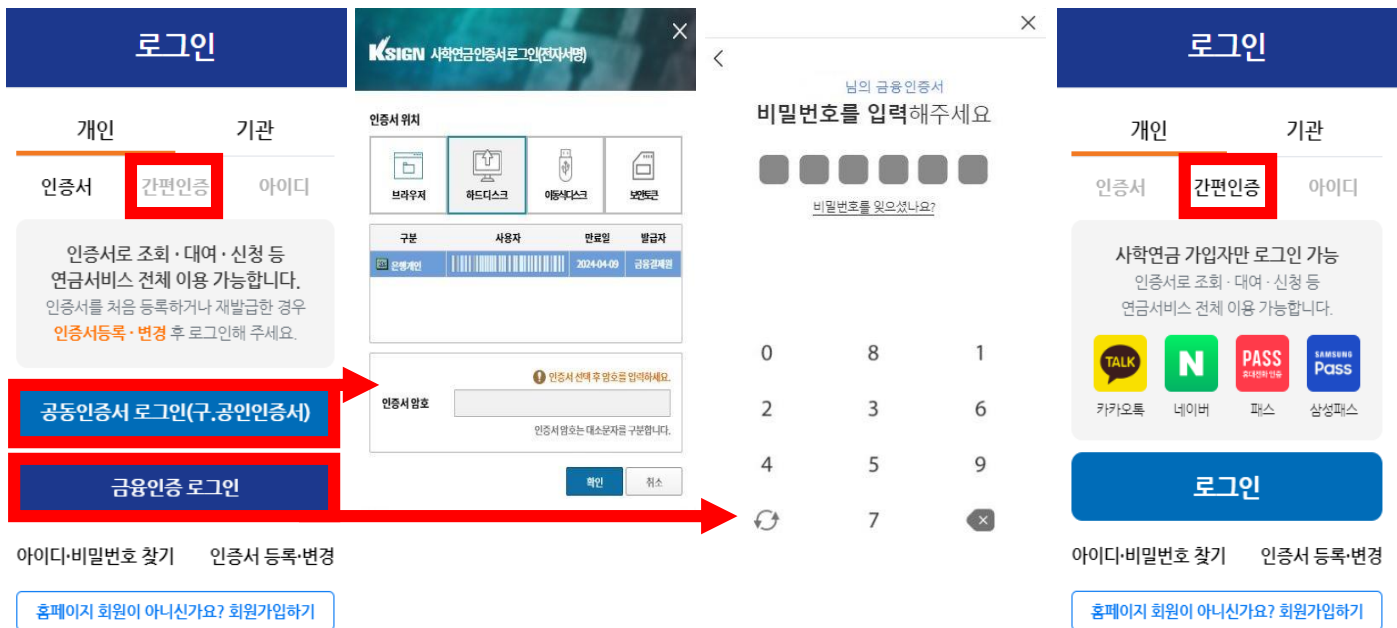 로그인
개인 기관
인증서 간편인증 아이디
인증서로 조회 · 대여 · 신청 등
연금서비스 전체 이용 가능합니다.
인증서를 처음 등록하거나 재발급한 경우
인증서등록 · 변경 후 로그인해 주세요.
공동인증서 로그인(구.공인인증서)
금융인증 로그인
아이디·비밀번호 찾기 인증서 등록·변경
홈페이지 회원이 아니신가요? 회원가입하기
KSIGN 사학연금인증서로그인(전자서명)
인증서 위치
브라우저 하드디스크 이동식디스크 보안토큰
구분 사용자 만료일 발급자
은행개인 2024-04-09 금융결제원
인증서 선택 후 암호를 입력하세요.
인증서 암호
인증서 암호는 대소문자를 구분합니다.
확인 취소
님의 금융인증서
비밀번호를 입력해주세요
비밀번호를 잊으셨나요?
0 8 1
2 3 6
4 5 9
7
로그인
개인 기관
인증서 간편인증 아이디
사학연금 가입자만 로그인 가능
인증서로 조회 · 대여 · 신청 등
연금서비스 전체 이용 가능합니다.
TALK N PASS 휴대전화 인증 SAMSUNG Pass
카카오톡 네이버 패스 삼성패스
로그인
아이디·비밀번호 찾기 인증서 등록·변경
홈페이지 회원이 아니신가요? 회원가입하기